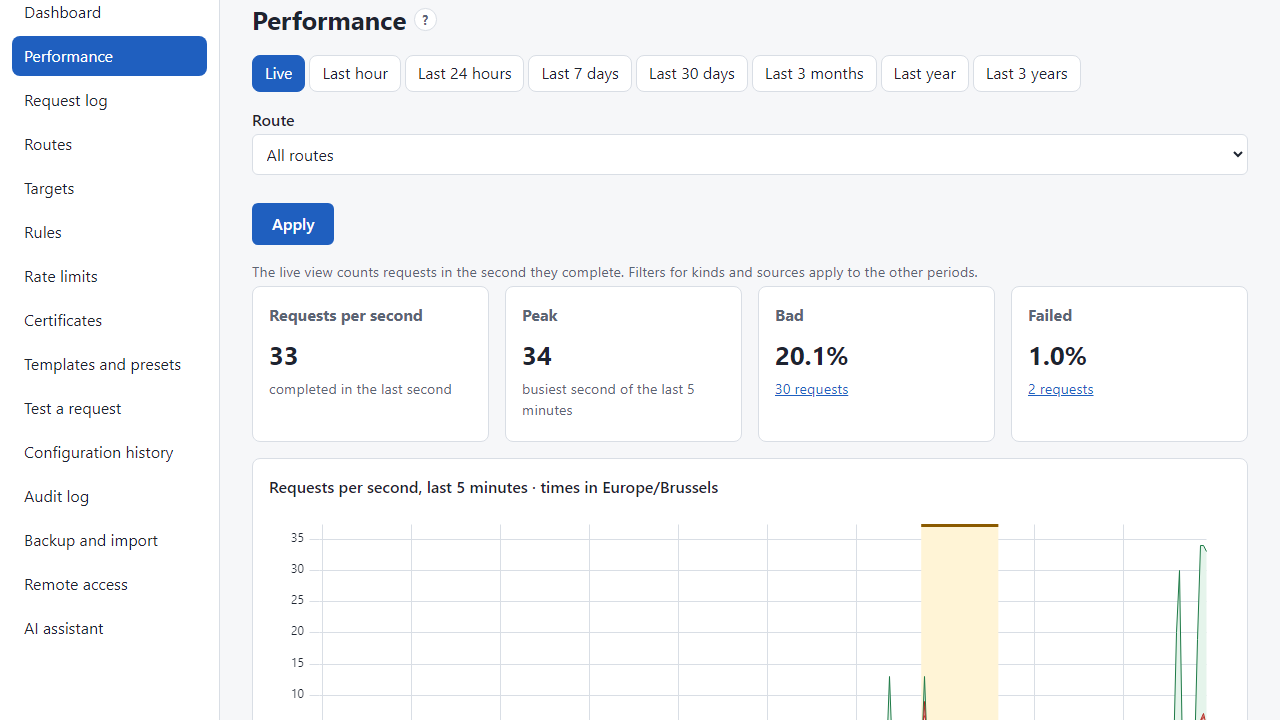 Dashboard
Performance
Request log
Routes
Targets
Rules
Rate limits
Certificates
Templates and presets
Test a request
Configuration history
Audit log
Backup and import
Remote access
AI assistant
Performance ?
Live Last hour Last 24 hours Last 7 days Last 30 days Last 3 months Last year Last 3 years
Route
All routes
Apply
The live view counts requests in the second they complete. Filters for kinds and sources apply to the other periods.
Requests per second
33
completed in the last second
Peak
34
busiest second of the last 5
minutes
Bad
20.1%
30 requests
Failed
1.0%
2 requests
Requests per second, last 5 minutes · times in Europe/Brussels
35
30
25
20
15
10